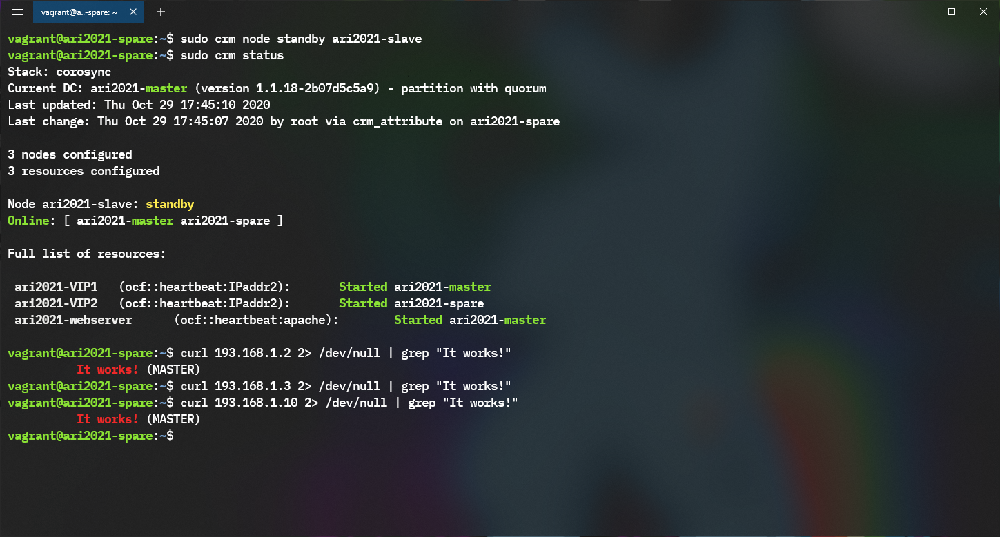 vagrant@a..-spare: ~
vagrant@ari2021-spare:~$ sudo crm node standby ari2021-slave
vagrant@ari2021-spare:~$ sudo crm status
Stack: corosync
Current DC: ari2021-master (version 1.1.18-2b07d5c5a9) - partition with quorum
Last updated: Thu Oct 29 17:45:10 2020
Last change: Thu Oct 29 17:45:07 2020 by root via crm_attribute on ari2021-spare
3 nodes configured
3 resources configured
Node ari2021-slave: standby
Online: [ ari2021-master ari2021-spare ]
Full list of resources:
 ari2021-VIP1   (ocf::heartbeat:IPaddr2):       Started ari2021-master
 ari2021-VIP2   (ocf::heartbeat:IPaddr2):       Started ari2021-spare
 ari2021-webserver      (ocf::heartbeat:apache):        Started ari2021-master
vagrant@ari2021-spare:~$ curl 193.168.1.2 2> /dev/null | grep "It works!"
          It works! (MASTER)
vagrant@ari2021-spare:~$ curl 193.168.1.3 2> /dev/null | grep "It works!"
vagrant@ari2021-spare:~$ curl 193.168.1.10 2> /dev/null | grep "It works!"
          It works! (MASTER)
vagrant@ari2021-spare:~$